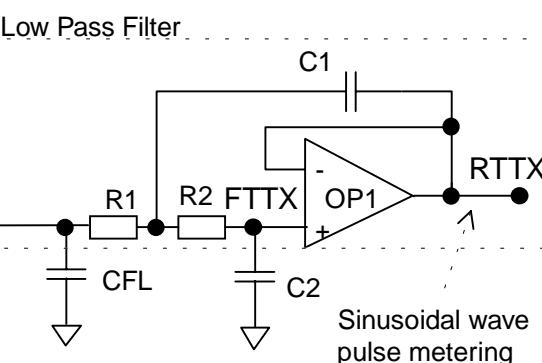 Low Pass Filter
C1
R1
R2
FTTX
-
OP1
+
RTTX
CFL
C2
Sinusoidal wave
pulse metering